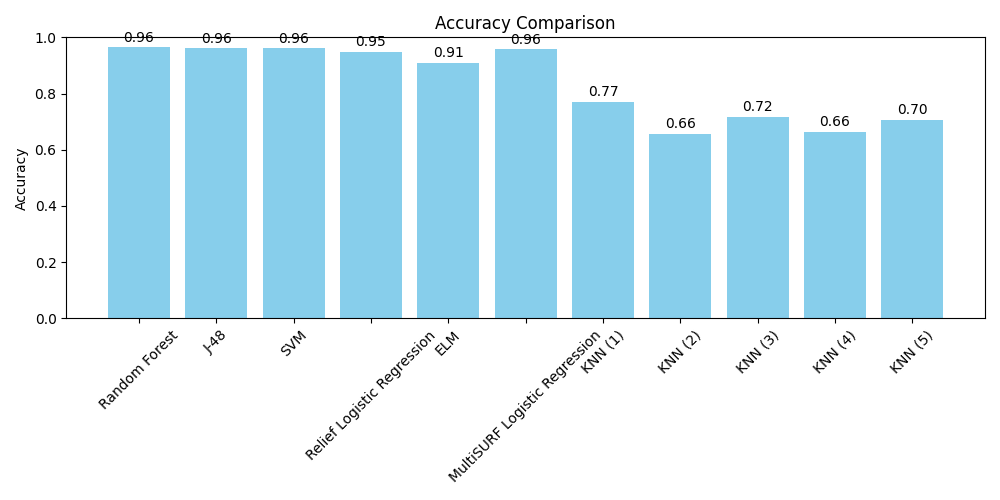 Accuracy Comparison
Accuracy
1.0
0.8
0.6
0.4
0.2
0.0
0.96
0.96
0.96
0.95
0.91
0.96
0.77
0.66
0.72
0.66
0.70
Random Forest
J-48
SVM
Relief Logistic Regression
ELM
MultiSURF Logistic Regression
KNN (1)
KNN (2)
KNN (3)
KNN (4)
KNN (5)